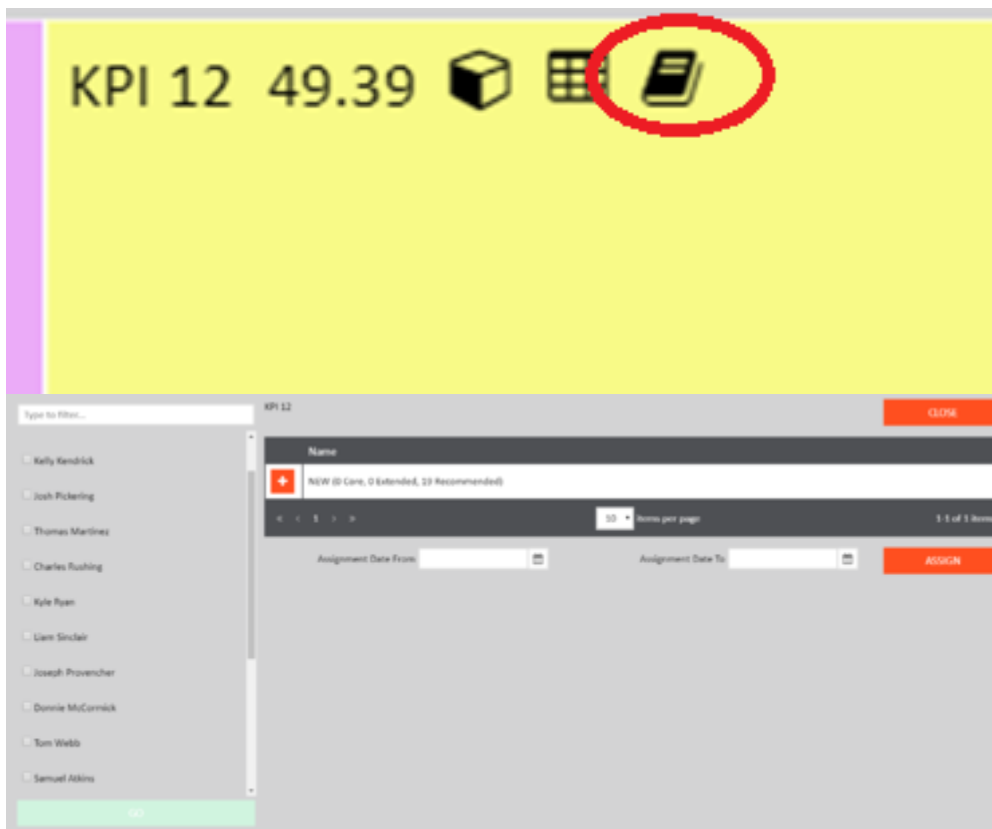 KPI 12 49.39
Type to filter...
KPI 12
CLOSE
Kelly Kendrick
Josh Pickering
Thomas Martinez
Charles Rushing
Kyle Ryan
Liam Sinclair
Joseph Provencher
Donnie McCormick
Tom Webb
Samuel Atkins
GO
Name
NEW (0 Core, 0 Extended, 19 Recommended)
1 10 items per page 1-1 of 1 items
Assignment Date From Assignment Date To ASSIGN